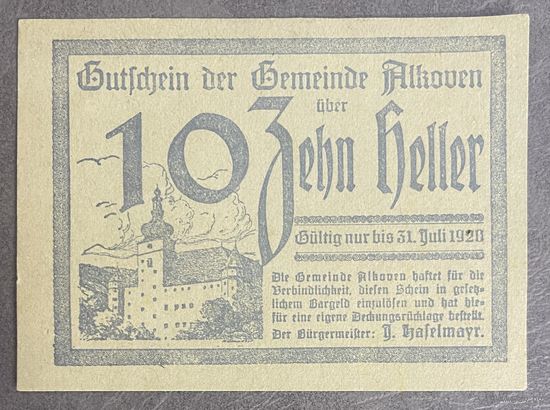 Gutschein der Gemeinde Alkoven
über
10 Zehn Heller
Gültig nur bis 31. Juli 1920
Die Gemeinde Alkoven haftet für die
Verbindlichkeit, diesen Schein in gesetz-
lichem Bargeld einzulösen und hat hie-
für eine eigene Deckungsrücklage bestellt.
Der Bürgermeister: J. Haselmayr.